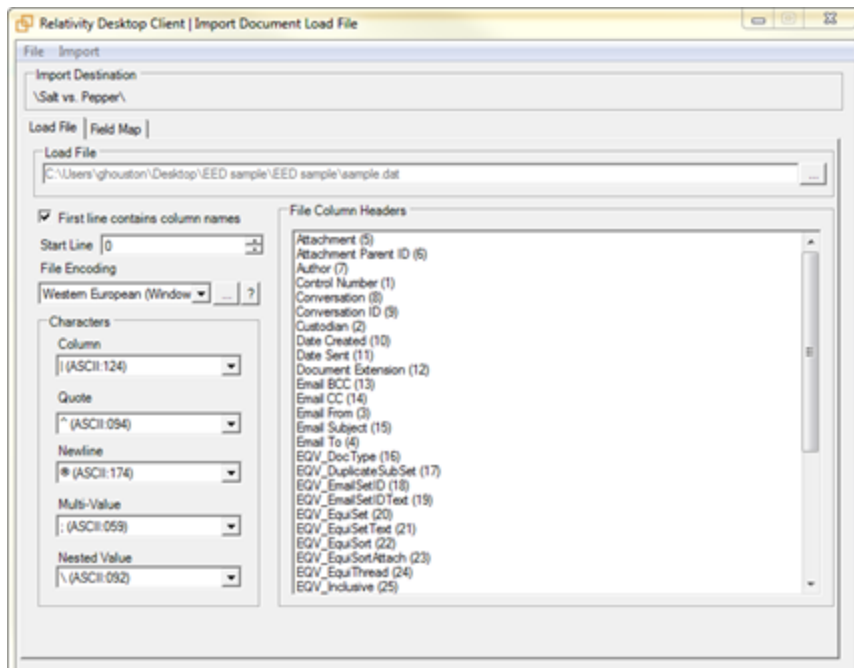 Relativity Desktop Client | Import Document Load File
File Import
Import Destination
\Salt vs. Pepper\
Load File Field Map
Load File
C:\Users\ghouston\Desktop\EED sample\EED sample\sample.dat ...
First line contains column names
Start Line 0
File Encoding
Western European (Window ... ?
Characters
Column
| (ASCII:124)
Quote
^ (ASCII:094)
Newline
® (ASCII:174)
Multi-Value
; (ASCII:059)
Nested Value
\ (ASCII:092)
File Column Headers
Attachment (5)
Attachment Parent ID (6)
Author (7)
Control Number (1)
Conversation (8)
Conversation ID (9)
Custodian (2)
Date Created (10)
Date Sent (11)
Document Extension (12)
Email BCC (13)
Email CC (14)
Email From (3)
Email Subject (15)
Email To (4)
EQV_DocType (16)
EQV_DuplicateSubSet (17)
EQV_EmailSetID (18)
EQV_EmailSetIDText (19)
EQV_EquiSet (20)
EQV_EquiSetText (21)
EQV_EquiSort (22)
EQV_EquiSortAttach (23)
EQV_EquiThread (24)
EQV_Inclusive (25)